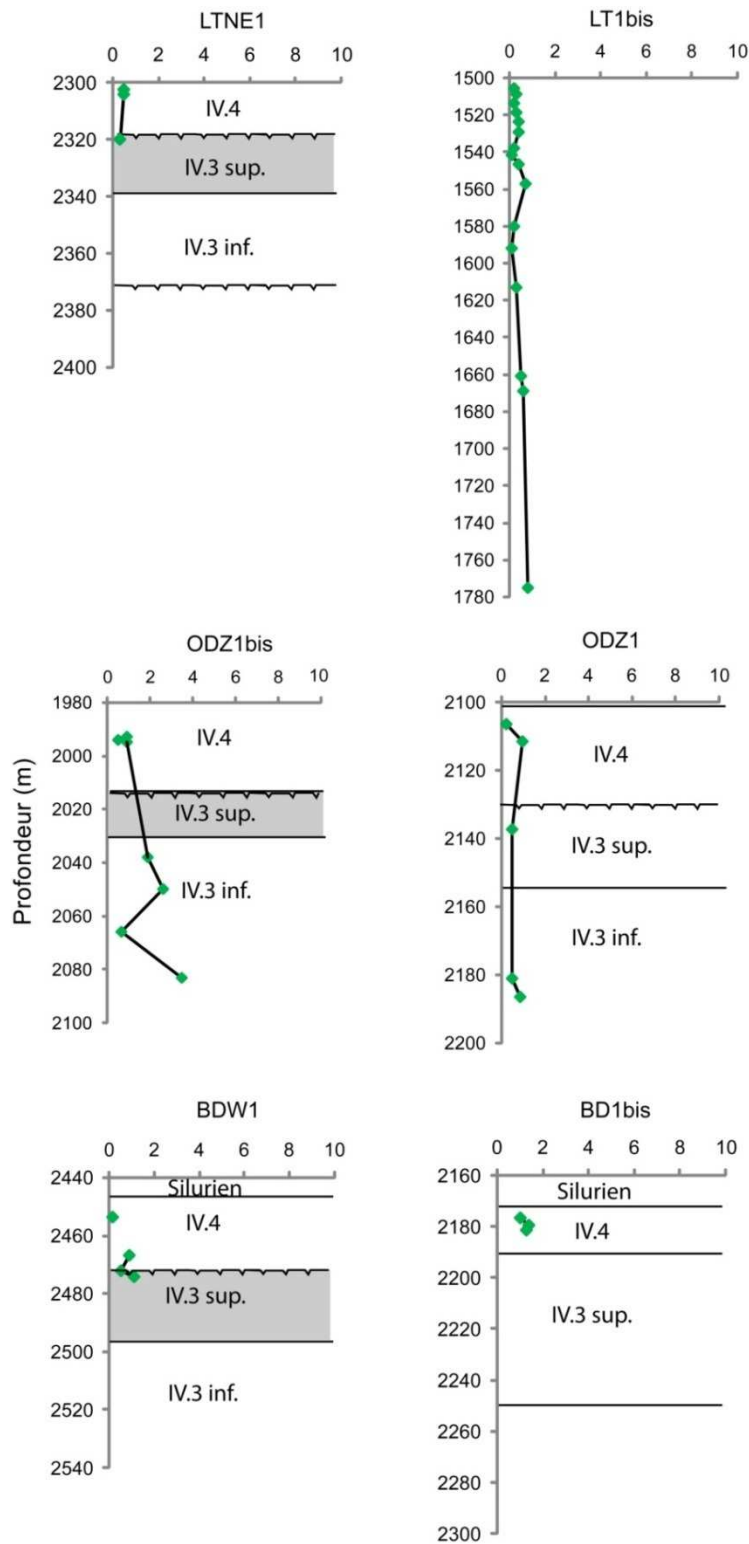 LTNE1
0 2 4 6 8 10
2300
2320
2340
2360
2380
2400
IV.4
IV.3 sup.
IV.3 inf.
LT1bis
0 2 4 6 8 10
1500
1520
1540
1560
1580
1600
1620
1640
1660
1680
1700
1720
1740
1760
1780
Profondeur (m)
ODZ1bis
0 2 4 6 8 10
1980
2000
2020
2040
2060
2080
2100
IV.4
IV.3 sup.
IV.3 inf.
ODZ1
0 2 4 6 8 10
2100
2120
2140
2160
2180
2200
IV.4
IV.3 sup.
IV.3 inf.
BDW1
0 2 4 6 8 10
2440
2460
2480
2500
2520
2540
Silurien
IV.4
IV.3 sup.
IV.3 inf.
BD1bis
0 2 4 6 8 10
2160
2180
2200
2220
2240
2260
2280
2300
Silurien
IV.4
IV.3 sup.